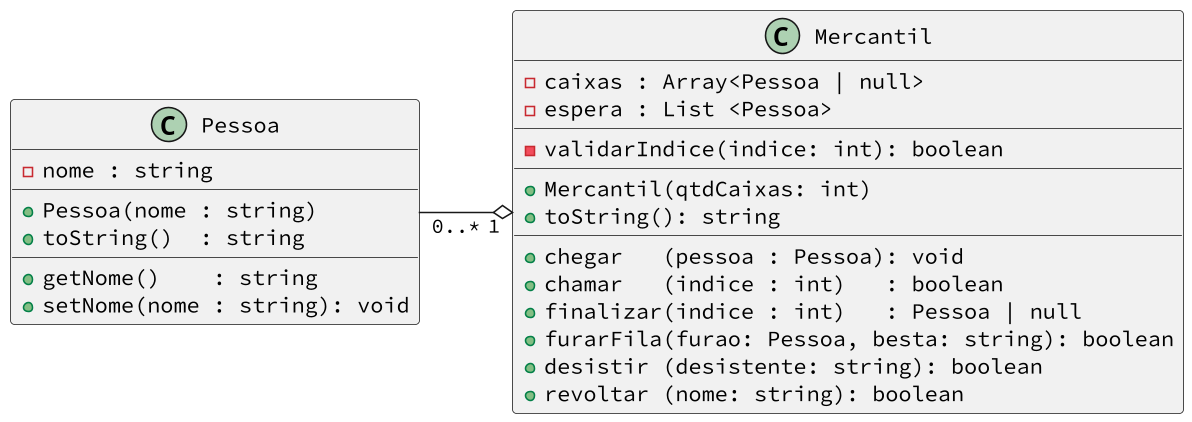 C Pessoa
nome : string
Pessoa(nome : string)
toString()  : string
getNome()    : string
setNome(nome : string): void
0..* 1
C Mercantil
caixas : Array<Pessoa | null>
espera : List <Pessoa>
validarIndice(indice: int): boolean
Mercantil(qtdCaixas: int)
toString(): string
chegar   (pessoa : Pessoa): void
chamar   (indice : int)   : boolean
finalizar(indice : int)   : Pessoa | null
furarFila(furao: Pessoa, besta: string): boolean
desistir (desistente: string): boolean
revoltar (nome: string): boolean